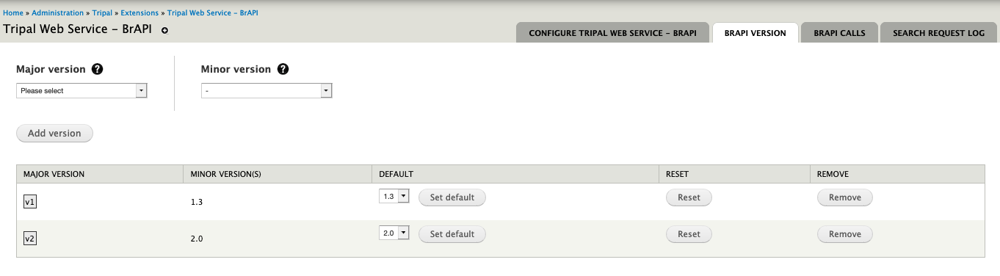 Home » Administration » Tripal » Extensions » Tripal Web Service – BrAPI
Tripal Web Service – BrAPI
CONFIGURE TRIPAL WEB SERVICE – BRAPI BRAPI VERSION BRAPI CALLS SEARCH REQUEST LOG
Major version ? Minor version ?
Please select -
Add version
MAJOR VERSION MINOR VERSION(S) DEFAULT RESET REMOVE
v1 1.3 1.3 Set default Reset Remove
v2 2.0 2.0 Set default Reset Remove